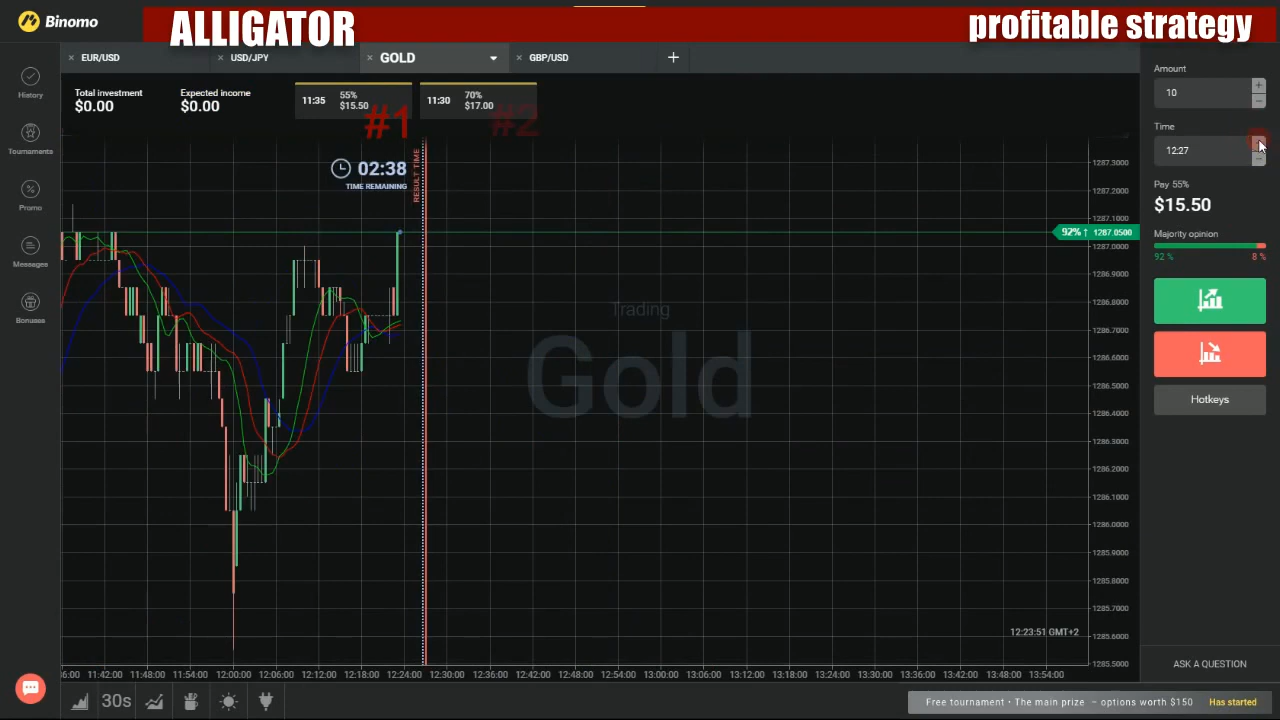 Binomo
ALLIGATOR
profitable strategy
EUR/USD
USD/JPY
GOLD
GBP/USD
Total investment
$0.00
Expected income
$0.00
11:35
55%
$15.50
#1
11:30
70%
$17.00
#2
History
Tournaments
Promo
Messages
Bonuses
02:38
TIME REMAINING
RESULT TIME
Trading
Gold
1287.3000
1287.2000
1287.1000
92% ↑ 1287.0500
1287.0000
1286.9000
1286.8000
1286.7000
1286.6000
1286.5000
1286.4000
1286.3000
1286.2000
1286.1000
1286.0000
1285.9000
1285.8000
1285.7000
1285.6000
1285.5000
12:23:51 GMT+2
36:00 11:42:00 11:48:00 11:54:00 12:00:00 12:06:00 12:12:00 12:18:00 12:24:00 12:30:00 12:36:00 12:42:00 12:48:00 12:54:00 13:00:00 13:06:00 13:12:00 13:18:00 13:24:00 13:30:00 13:36:00 13:42:00 13:48:00 13:54:00
30s
Amount
10
Time
12:27
Pay 55%
$15.50
Majority opinion
92 %
8 %
Hotkeys
ASK A QUESTION
Free tournament • The main prize – options worth $150 Has started